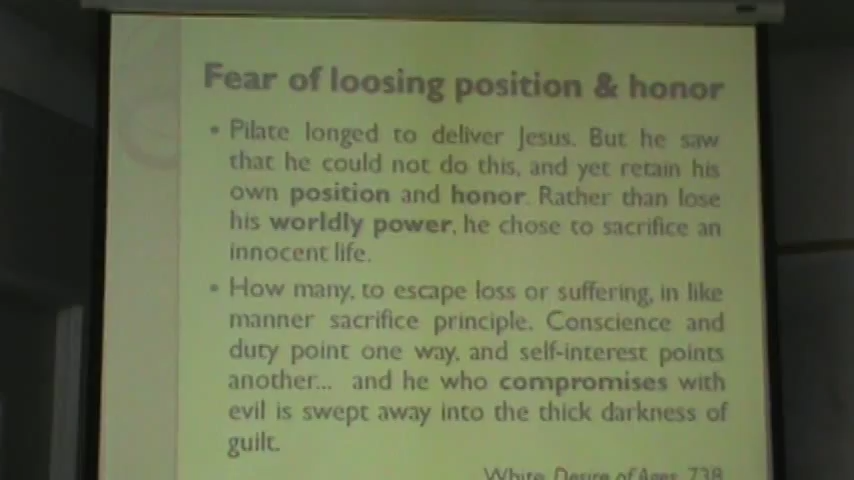 Fear of loosing position & honor
• Pilate longed to deliver Jesus. But he saw
that he could not do this, and yet retain his
own position and honor. Rather than lose
his worldly power, he chose to sacrifice an
innocent life.
• How many, to escape loss or suffering, in like
manner sacrifice principle. Conscience and
duty point one way, and self-interest points
another... and he who compromises with
evil is swept away into the thick darkness of
guilt.
White, Desire of Ages, 738